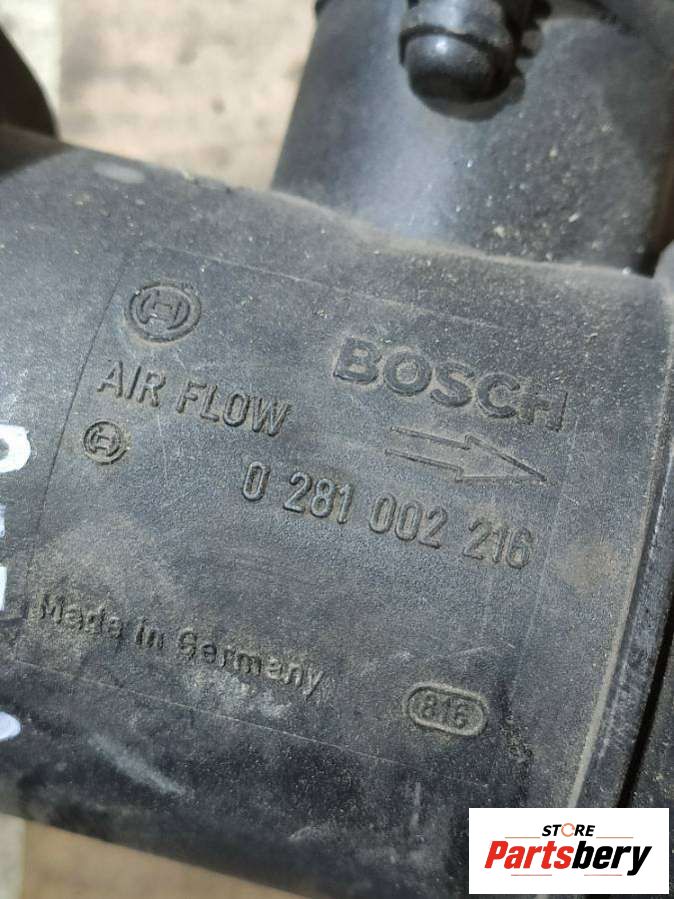 BOSCH
AIR FLOW
0 281 002 216
Made in Germany
816
STORE
Partsbery